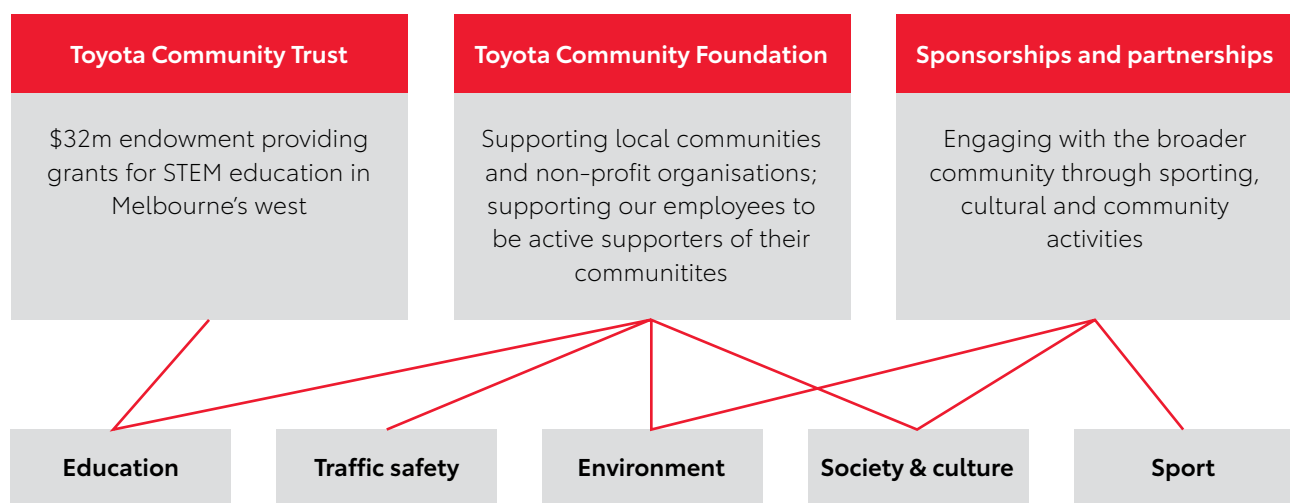 Toyota Community Trust
$32m endowment providing
grants for STEM education in
Melbourne’s west
Toyota Community Foundation
Supporting local communities
and non-profit organisations;
supporting our employees to
be active supporters of their
communitites
Sponsorships and partnerships
Engaging with the broader
community through sporting,
cultural and community
activities
Education
Traffic safety
Environment
Society & culture
Sport